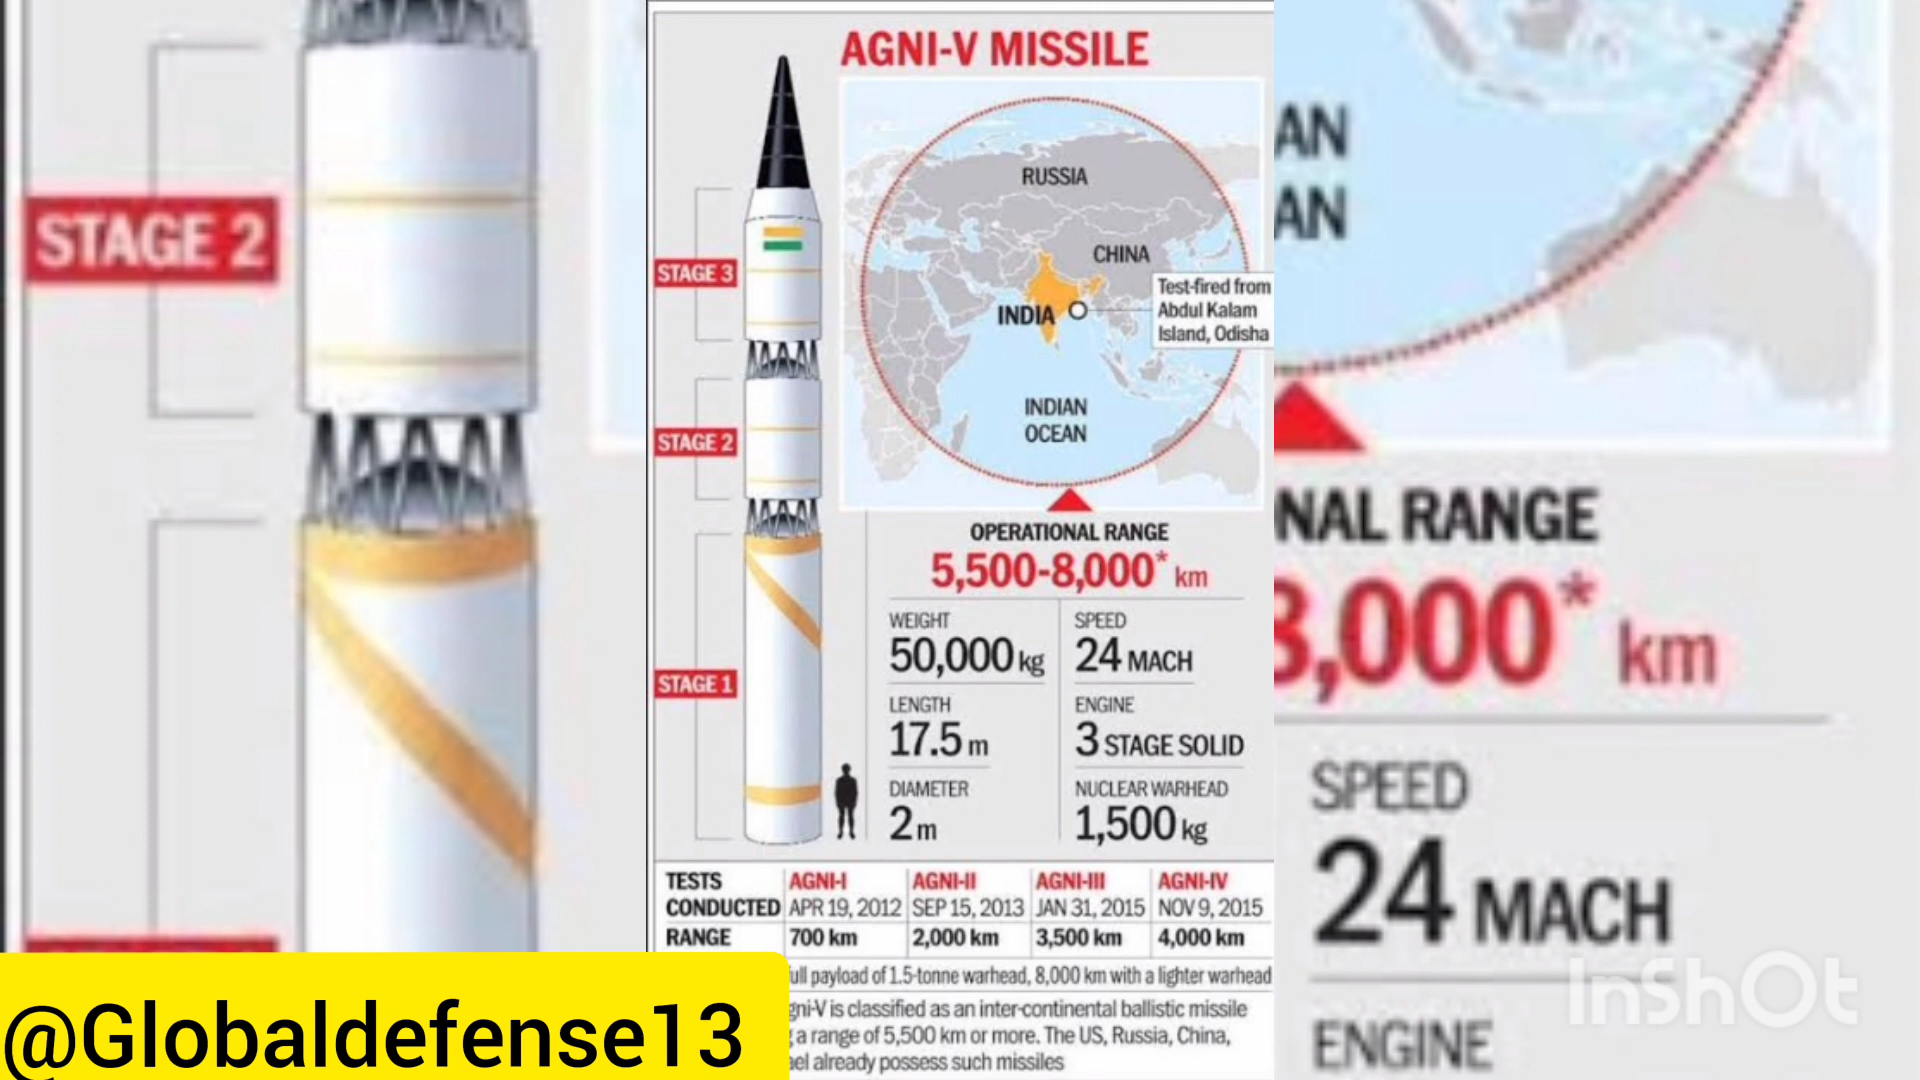 STAGE 2
@Globaldefense13
AGNI-V MISSILE
RUSSIA
CHINA
INDIA
Test-fired from
Abdul Kalam
Island, Odisha
INDIAN
OCEAN
STAGE 3
STAGE 2
STAGE 1
OPERATIONAL RANGE
5,500-8,000* km
WEIGHT
50,000 kg
SPEED
24 MACH
LENGTH
17.5 m
ENGINE
3 STAGE SOLID
DIAMETER
2 m
NUCLEAR WARHEAD
1,500 kg
TESTS AGNI-I AGNI-II AGNI-III AGNI-IV
CONDUCTED APR 19, 2012 SEP 15, 2013 JAN 31, 2015 NOV 9, 2015
RANGE 700 km 2,000 km 3,500 km 4,000 km
ull payload of 1.5-tonne warhead, 8,000 km with a lighter warhead
gni-V is classified as an inter-continental ballistic missile
a range of 5,500 km or more. The US, Russia, China,
ael already possess such missiles
AN
AN
NAL RANGE
8,000* km
SPEED
24 MACH
ENGINE
InShOt